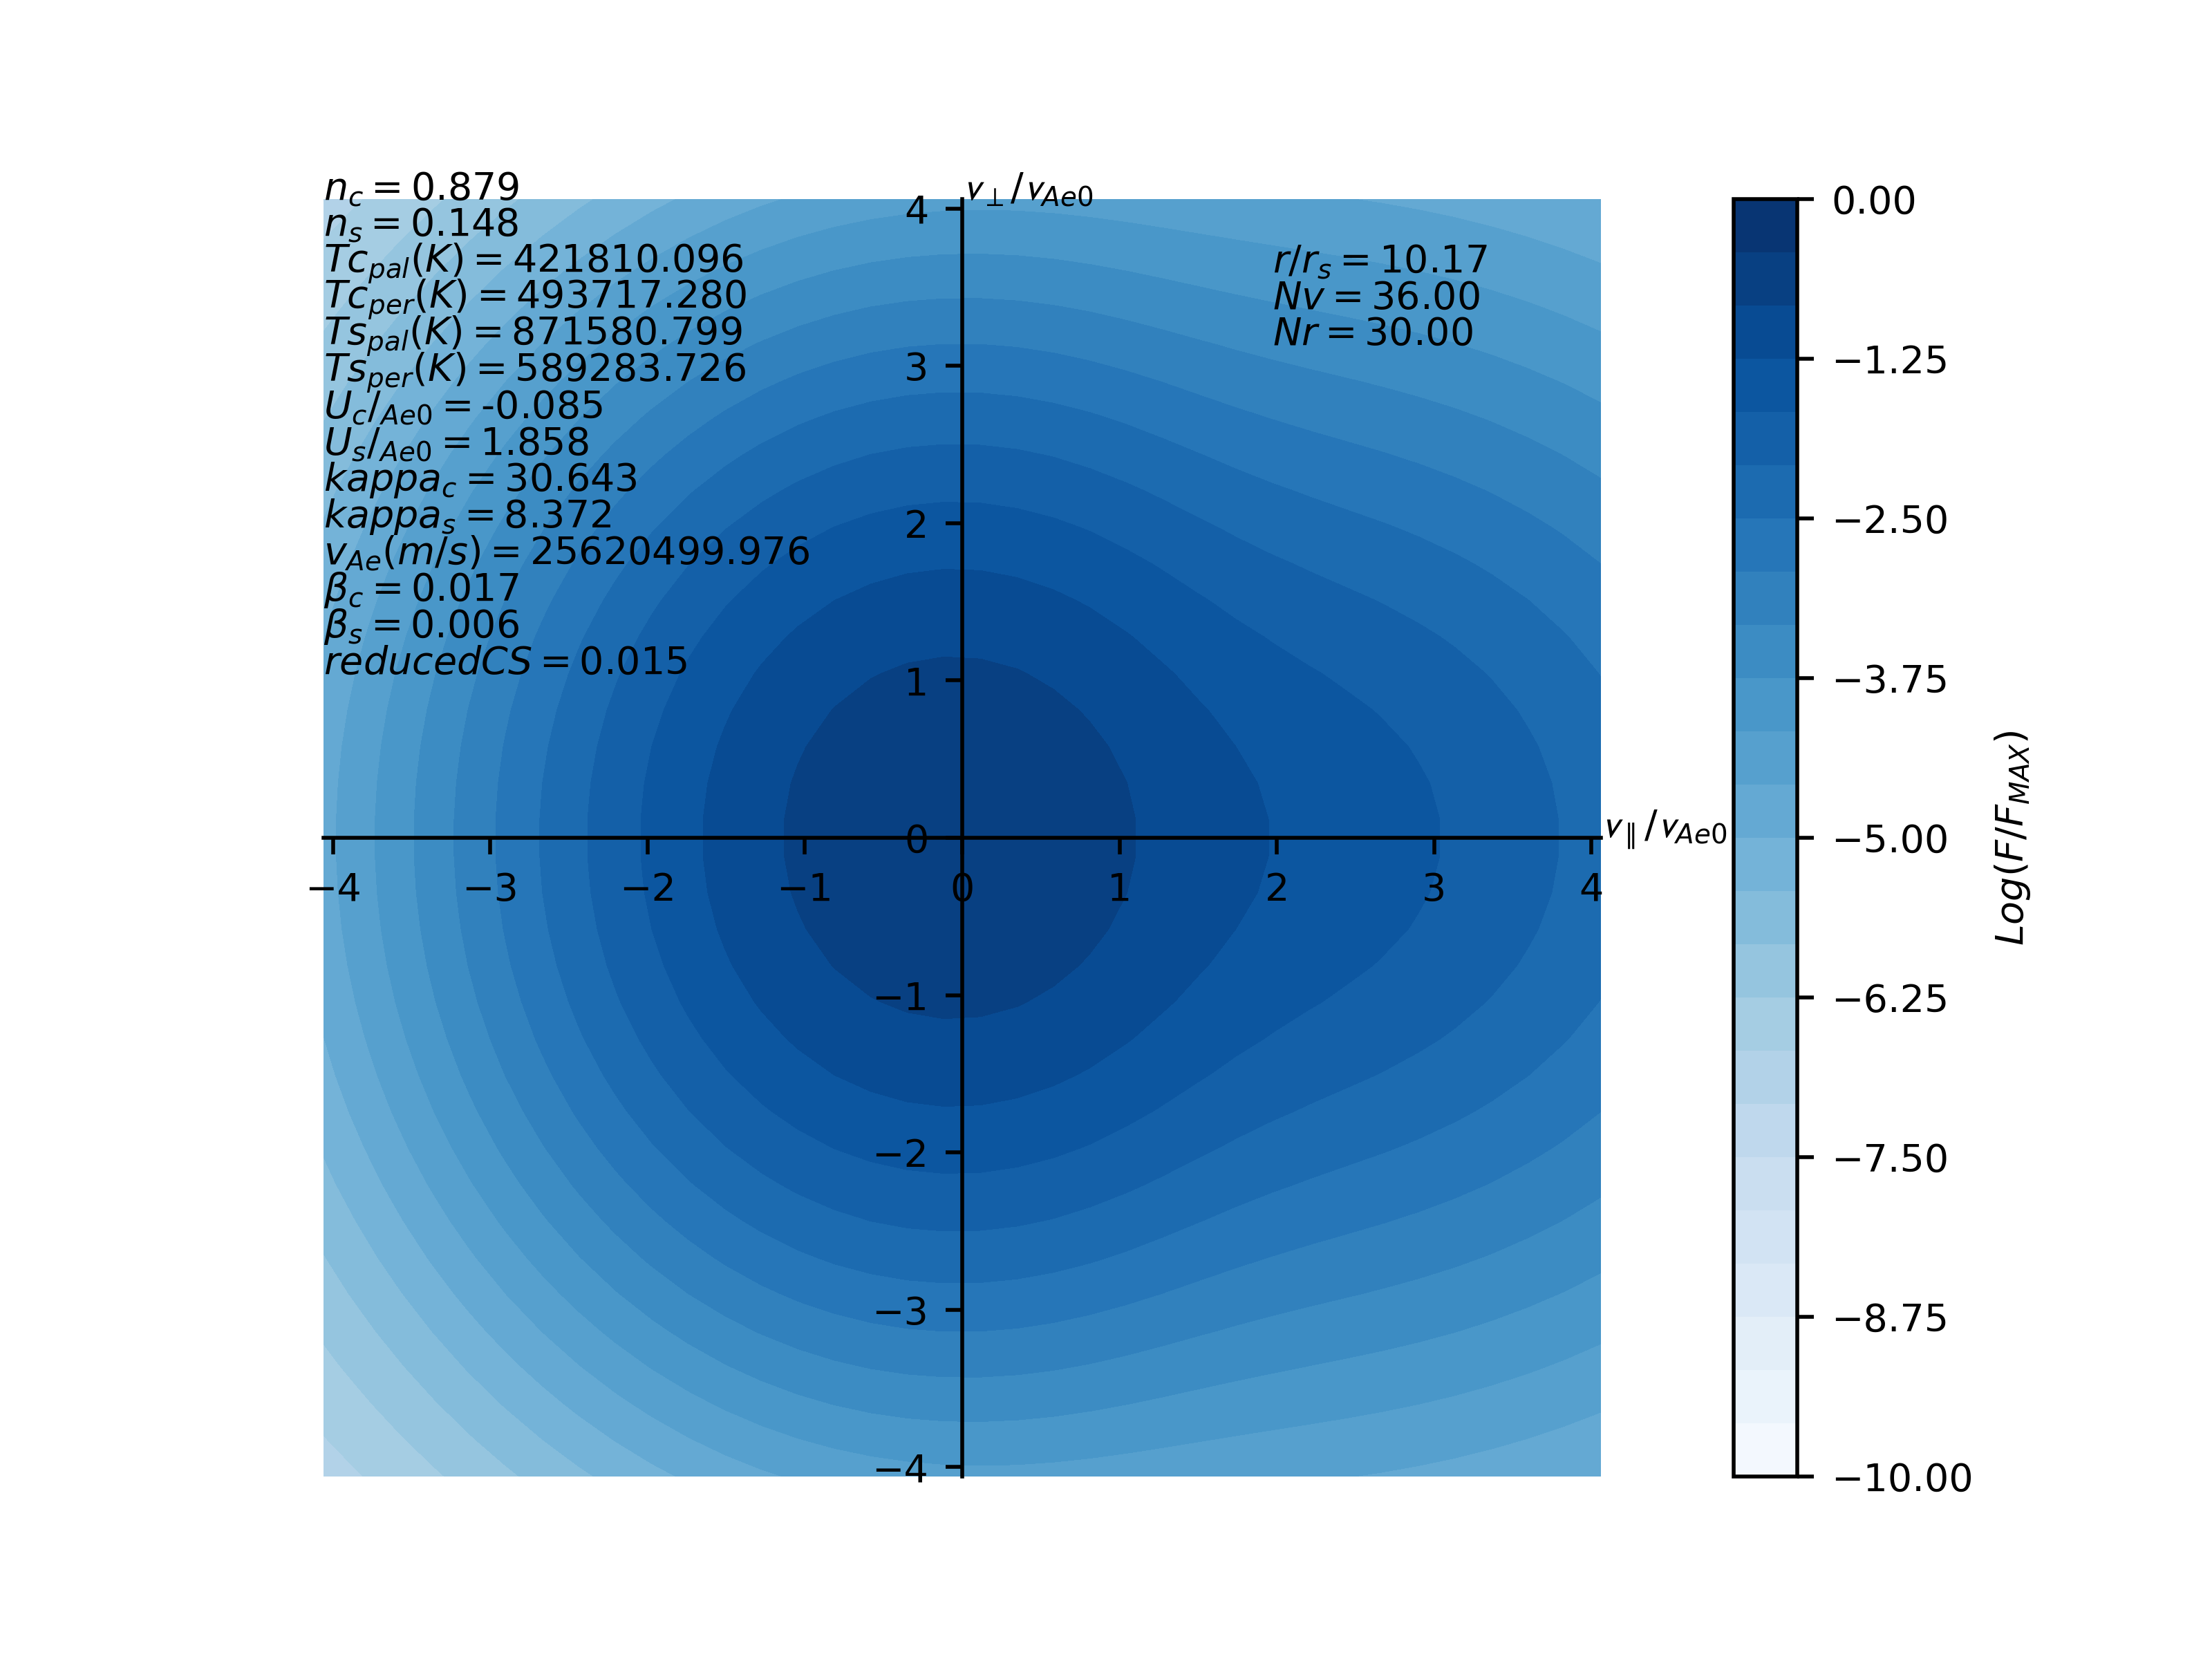 n_c = 0.879
n_s = 0.148
Tc_pal(K) = 421810.096
Tc_per(K) = 493717.280
Ts_pal(K) = 871580.799
Ts_per(K) = 589283.726
U_c/_Ae0 = -0.085
U_s/_Ae0 = 1.858
kappa_c = 30.643
kappa_s = 8.372
v_Ae(m/s) = 25620499.976
β_c = 0.017
β_s = 0.006
reducedCS = 0.015
v_⊥/v_Ae0
r/r_s = 10.17
Nv = 36.00
Nr = 30.00
4
3
2
1
0
−1
−2
−3
−4
−4 −3 −2 −1 0 1 2 3 4
v_∥/v_Ae0
0.00
−1.25
−2.50
−3.75
−5.00
−6.25
−7.50
−8.75
−10.00
Log(F/F_MAX)